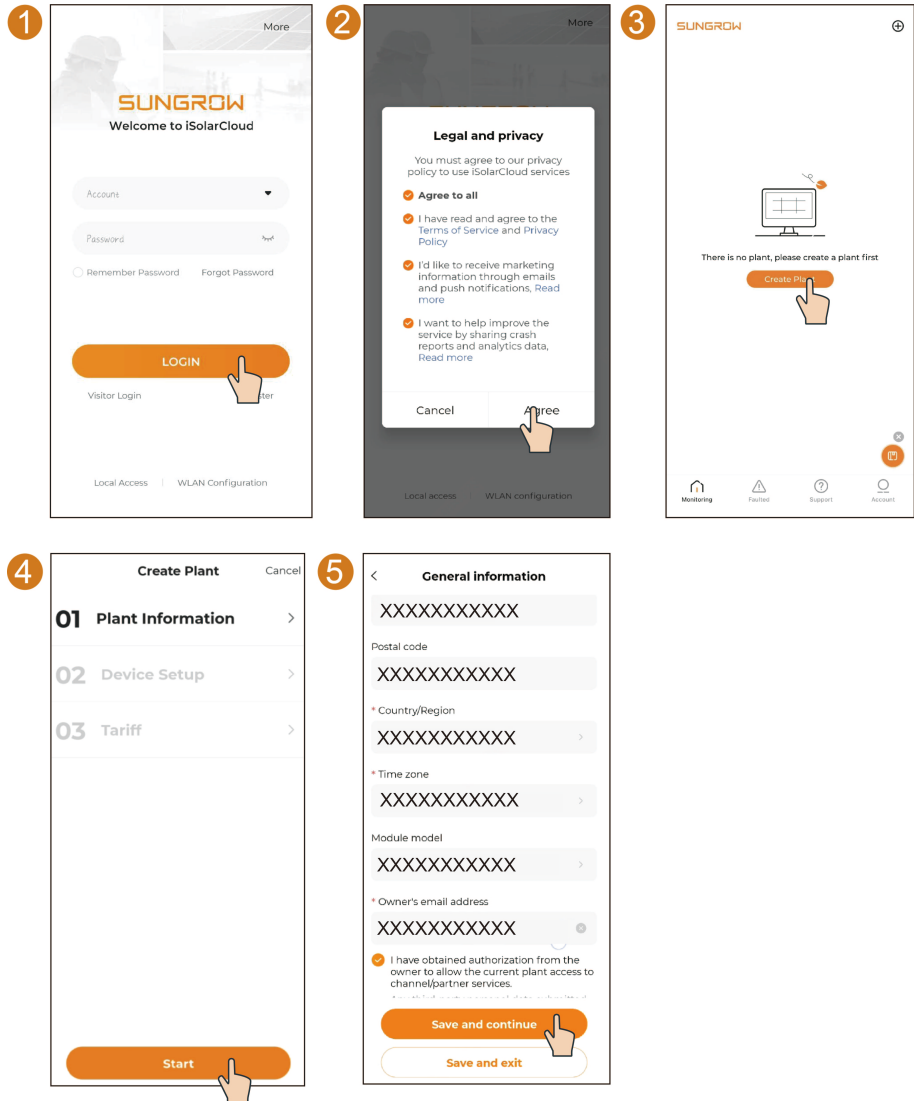 1
More
SUNGROW
Welcome to iSolarCloud
Account
Password
Remember Password Forgot Password
LOGIN
Visitor Login
Local Access WLAN Configuration
2
More
Legal and privacy
You must agree to our privacy
policy to use iSolarCloud services
Agree to all
I have read and agree to the
Terms of Service and Privacy
Policy
I'd like to receive marketing
information through emails
and push notifications, Read
more
I want to help improve the
service by sharing crash
reports and analytics data,
Read more
Cancel Agree
Local access WLAN configuration
3
SUNGROW
There is no plant, please create a plant first
Create Plant
Monitoring Faulted Support Account
4
Create Plant Cancel
01 Plant Information
02 Device Setup
03 Tariff
Start
5
General information
XXXXXXXXXXX
Postal code
XXXXXXXXXXX
* Country/Region
XXXXXXXXXXX
* Time zone
XXXXXXXXXXX
Module model
XXXXXXXXXXX
* Owner's email address
XXXXXXXXXXX
I have obtained authorization from the
owner to allow the current plant access to
channel/partner services.
Save and continue
Save and exit